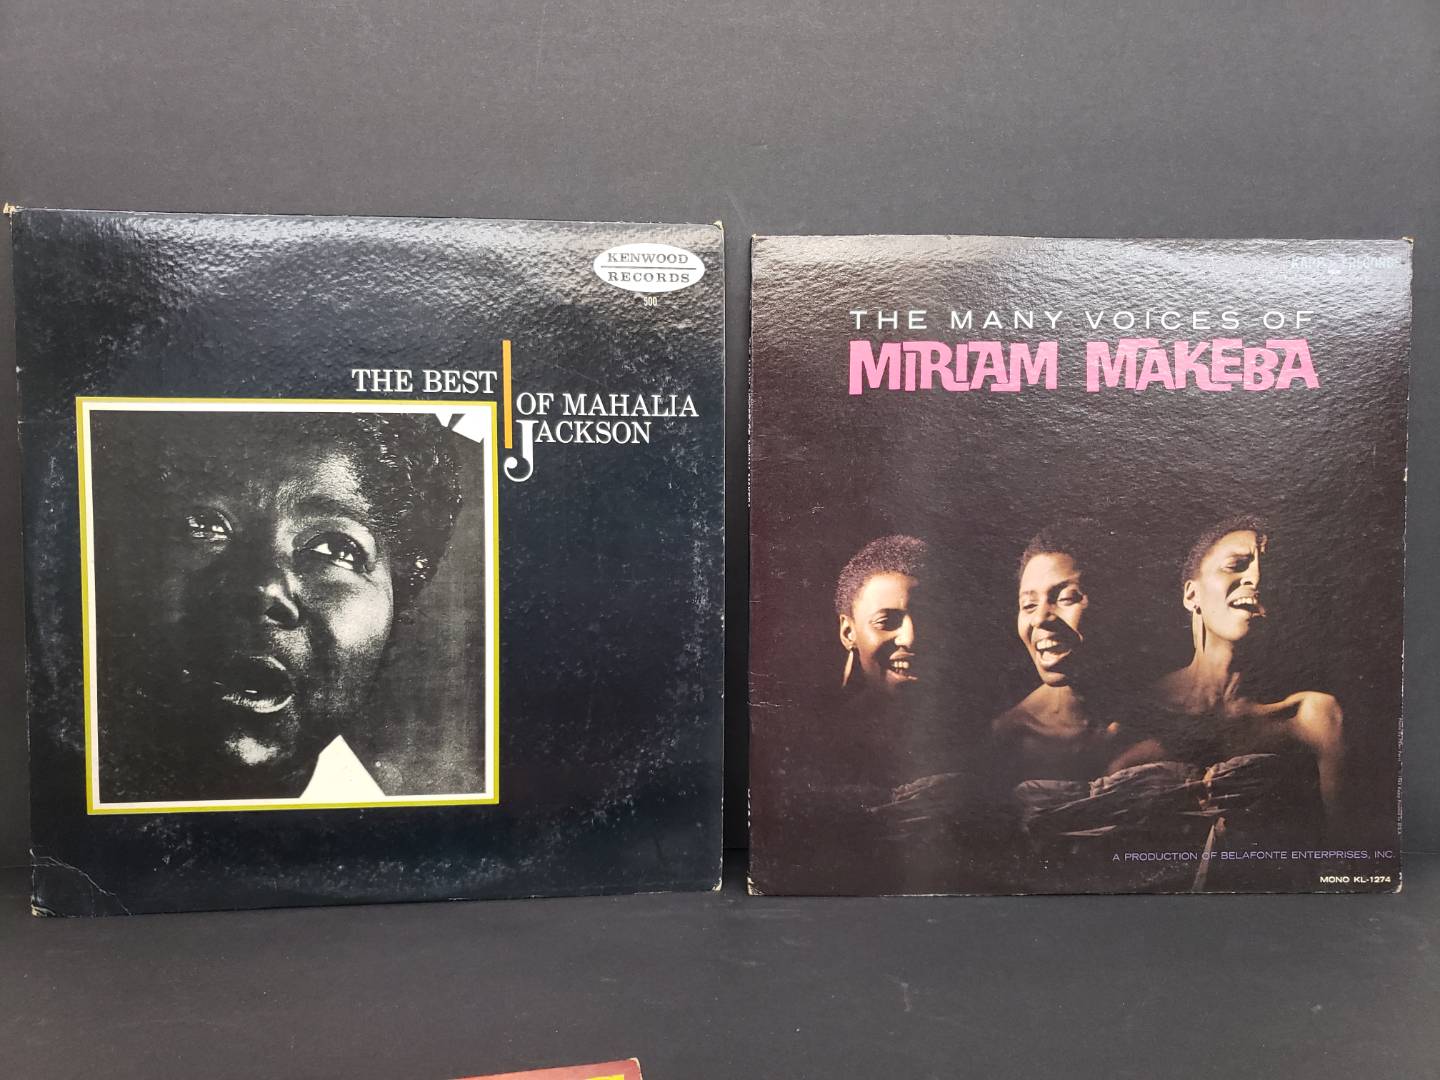 KENWOOD
RECORDS
500
THE BEST
OF MAHALIA
JACKSON
THE MANY VOICES OF
MIRIAM MAKEBA
A PRODUCTION OF BELAFONTE ENTERPRISES, INC.
MONO KL-1274